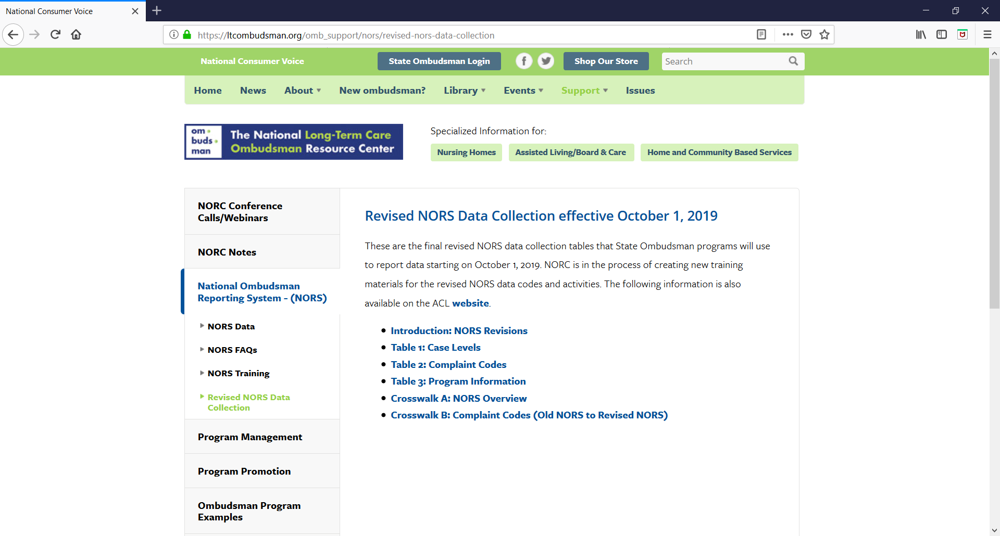 National Consumer Voice
https://ltcombudsman.org/omb_support/nors/revised-nors-data-collection
National Consumer Voice
State Ombudsman Login
Shop Our Store
Search
Home
News
About
New ombudsman?
Library
Events
Support
Issues
om
buds
man
The National Long-Term Care
Ombudsman Resource Center
Specialized Information for:
Nursing Homes
Assisted Living/Board & Care
Home and Community Based Services
NORC Conference
Calls/Webinars
NORC Notes
National Ombudsman
Reporting System - (NORS)
NORS Data
NORS FAQs
NORS Training
Revised NORS Data
Collection
Program Management
Program Promotion
Ombudsman Program
Examples
Revised NORS Data Collection effective October 1, 2019
These are the final revised NORS data collection tables that State Ombudsman programs will use
to report data starting on October 1, 2019. NORC is in the process of creating new training
materials for the revised NORS data codes and activities. The following information is also
available on the ACL website.
Introduction: NORS Revisions
Table 1: Case Levels
Table 2: Complaint Codes
Table 3: Program Information
Crosswalk A: NORS Overview
Crosswalk B: Complaint Codes (Old NORS to Revised NORS)